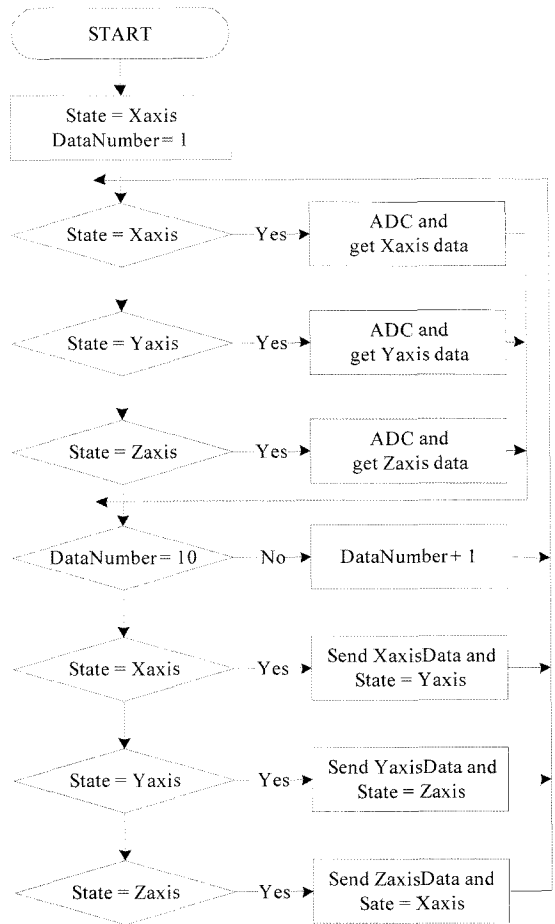 START
State = Xaxis
DataNumber= 1
State = Xaxis
Yes
ADC and
get Xaxis data
State = Yaxis
Yes
ADC and
get Yaxis data
State = Zaxis
Yes
ADC and
get Zaxis data
DataNumber= 10
No
DataNumber+ 1
State = Xaxis
Yes
Send XaxisData and
State = Yaxis
State = Yaxis
Yes
Send YaxisData and
State = Zaxis
State = Zaxis
Yes
Send ZaxisData and
Sate = Xaxis